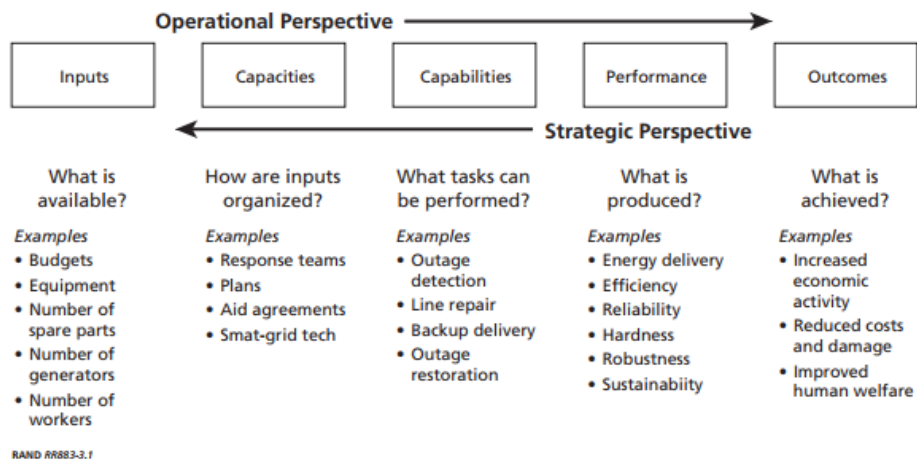 Operational Perspective
Inputs
Capacities
Capabilities
Performance
Outcomes
Strategic Perspective
What is
available?
Examples
• Budgets
• Equipment
• Number of
spare parts
• Number of
generators
• Number of
workers
How are inputs
organized?
Examples
• Response teams
• Plans
• Aid agreements
• Smat-grid tech
What tasks can
be performed?
Examples
• Outage
detection
• Line repair
• Backup delivery
• Outage
restoration
What is
produced?
Examples
• Energy delivery
• Efficiency
• Reliability
• Hardness
• Robustness
• Sustainabiity
What is
achieved?
Examples
• Increased
economic
activity
• Reduced costs
and damage
• Improved
human welfare
RAND RR883-3.1